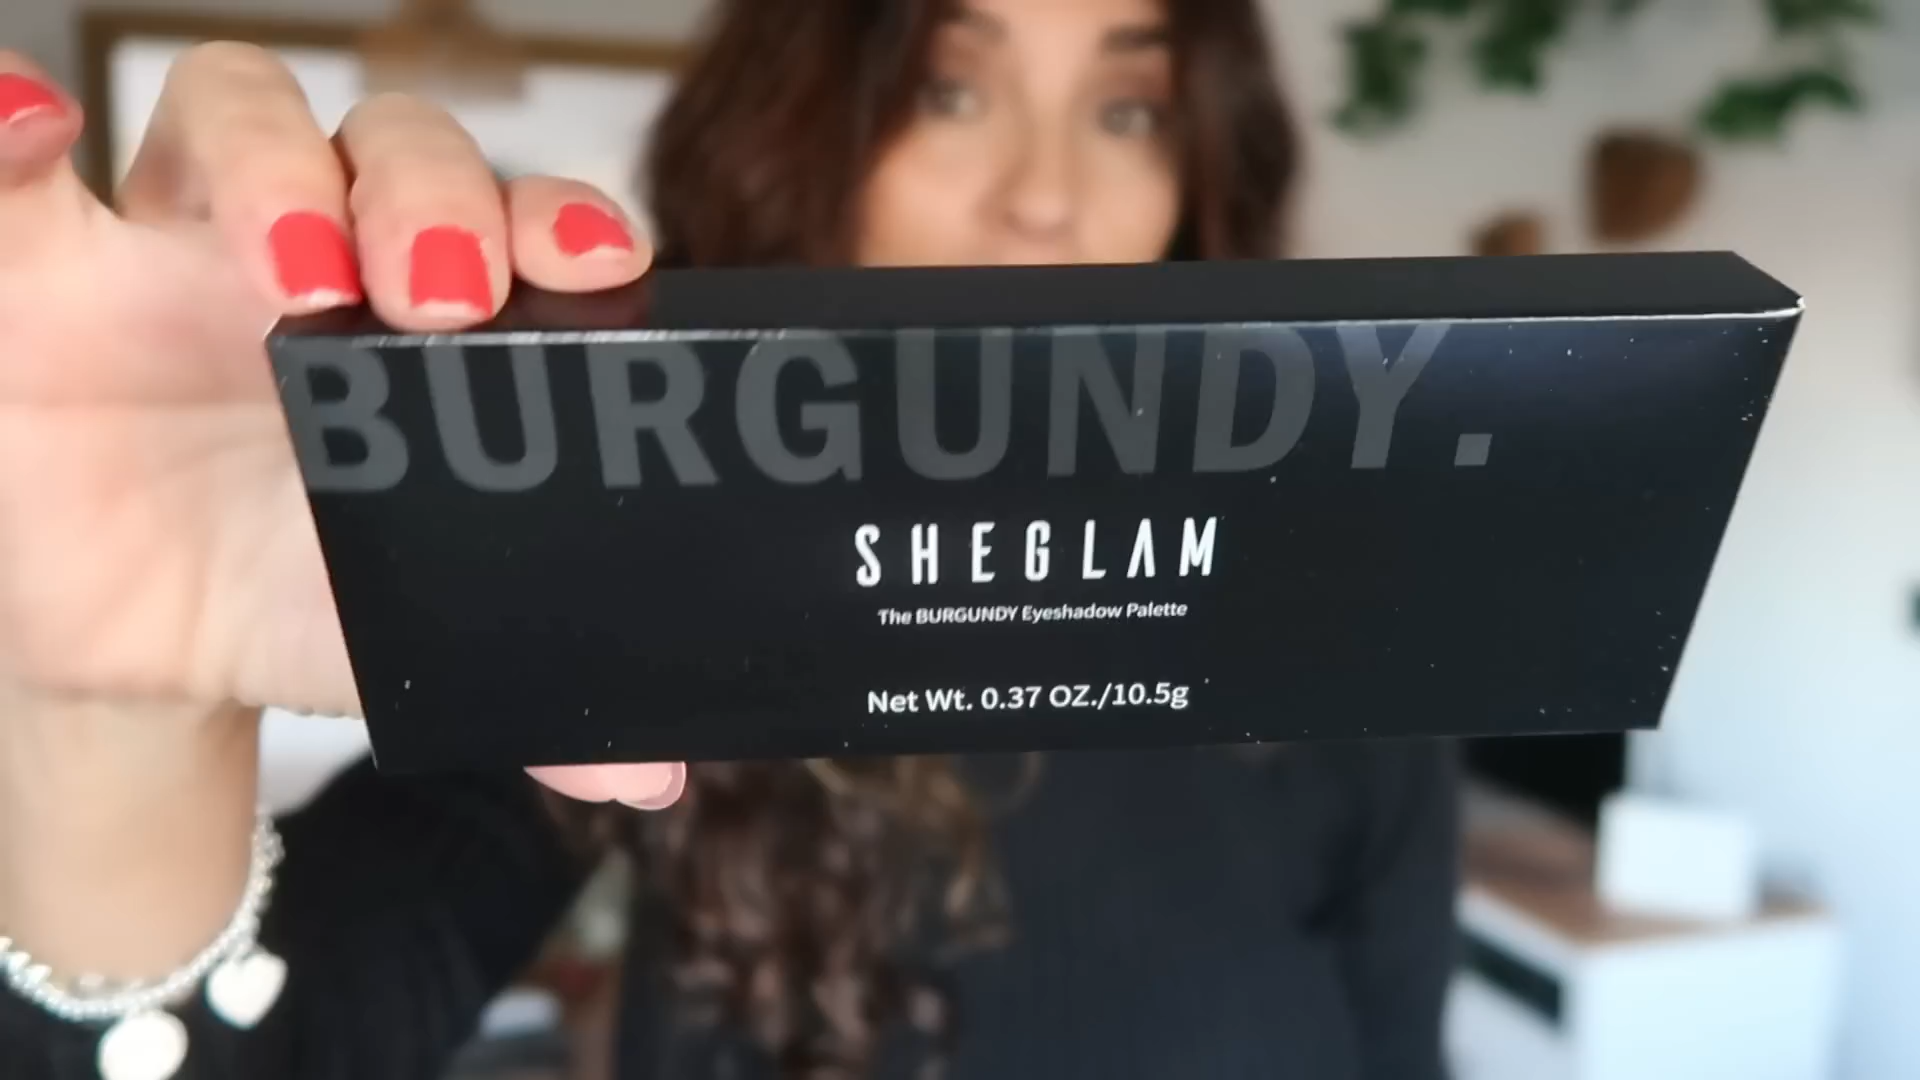 BURGUNDY.
SHEGLAM
The BURGUNDY Eyeshadow Palette
Net Wt. 0.37 OZ./10.5g